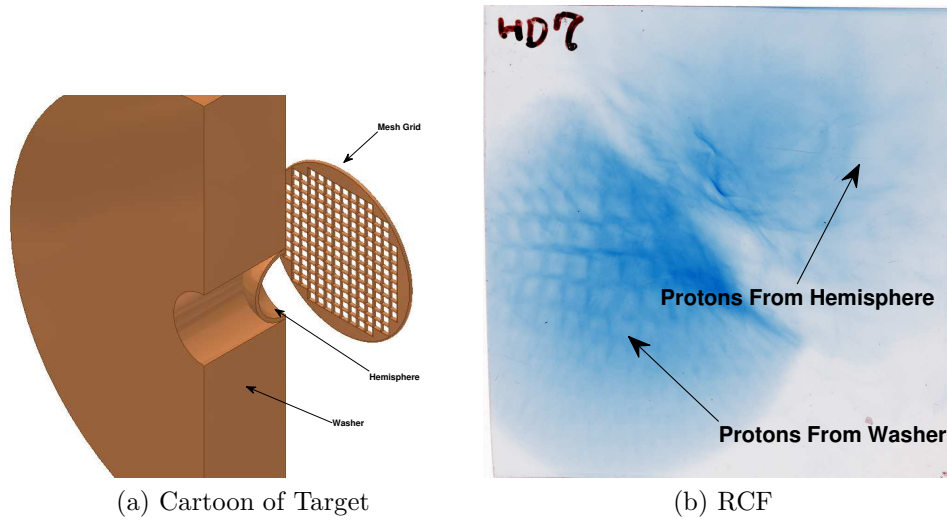 HD7
Mesh Grid
Hemisphere
Washer
Protons From Hemisphere
Protons From Washer
(a) Cartoon of Target
(b) RCF